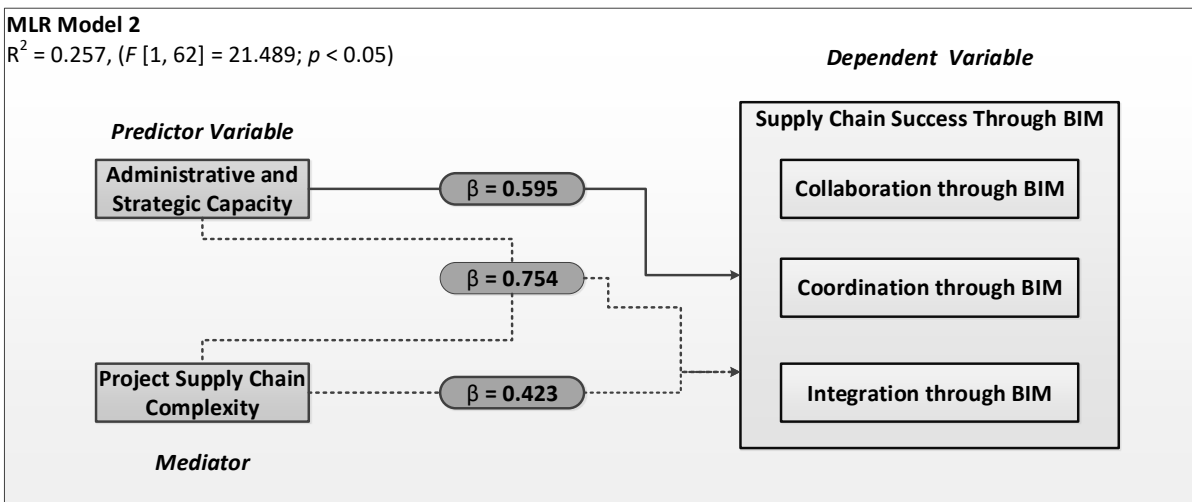 MLR Model 2
R² = 0.257, (F [1, 62] = 21.489; p < 0.05)
Dependent Variable
Predictor Variable
Administrative and
Strategic Capacity
β = 0.595
β = 0.754
Project Supply Chain
Complexity
β = 0.423
Mediator
Supply Chain Success Through BIM
Collaboration through BIM
Coordination through BIM
Integration through BIM